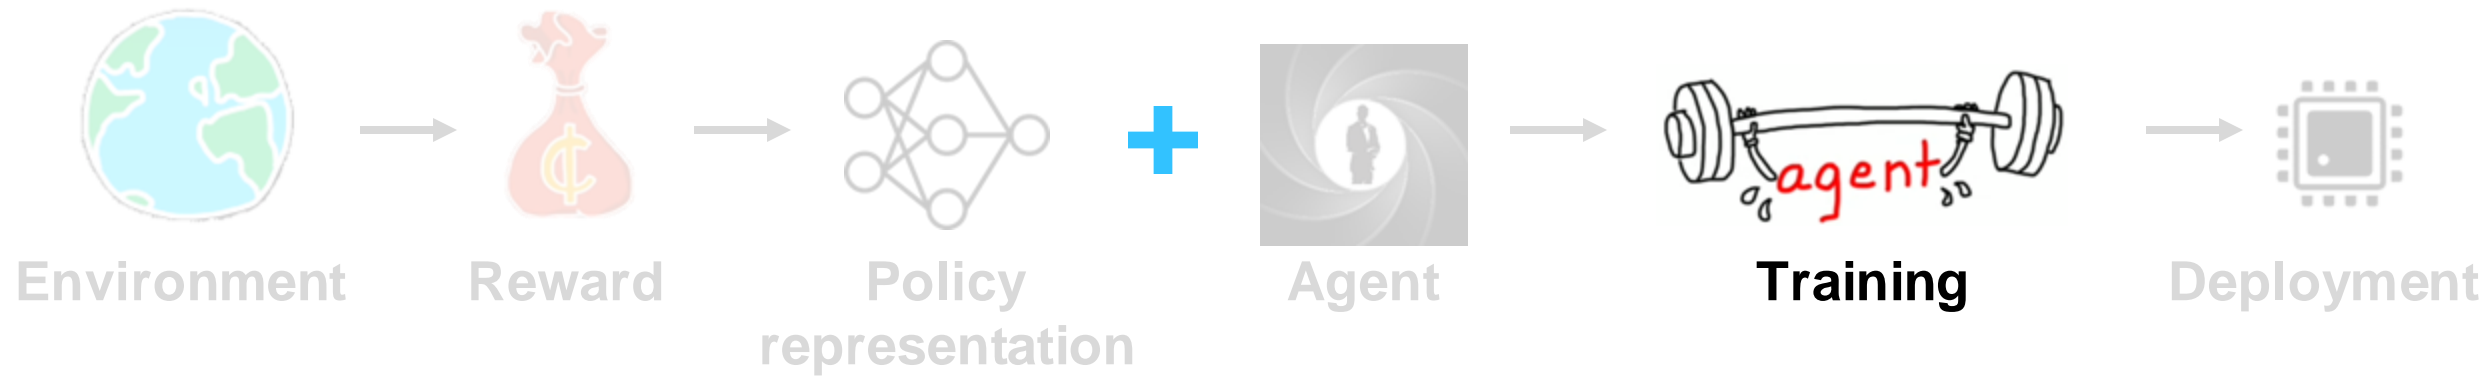 agent
Environment
Reward
Policy
representation
Agent
Training
Deployment